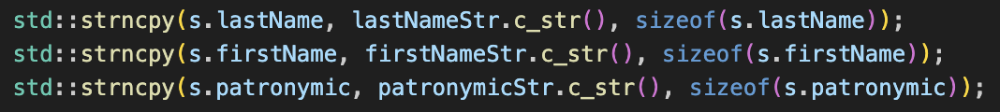 std::strncpy(s.lastName, lastNameStr.c_str(), sizeof(s.lastName));
std::strncpy(s.firstName, firstNameStr.c_str(), sizeof(s.firstName));
std::strncpy(s.patronymic, patronymicStr.c_str(), sizeof(s.patronymic));